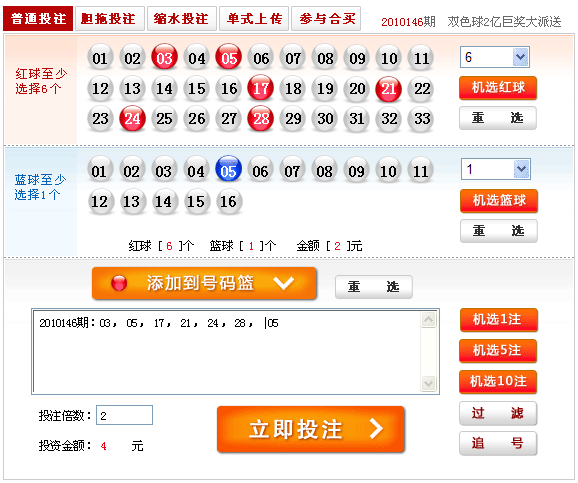 普通投注 胆拖投注 缩水投注 单式上传 参与合买 2010146期 双色球2亿巨奖大派送
红球至少
选择6个
01 02 03 04 05 06 07 08 09 10 11
12 13 14 15 16 17 18 19 20 21 22
23 24 25 26 27 28 29 30 31 32 33
6
机选红球
重 选
蓝球至少
选择1个
01 02 03 04 05 06 07 08 09 10 11
12 13 14 15 16
1
机选篮球
重 选
红球 [ 6 ]个 蓝球 [ 1 ]个 金额 [ 2 ]元
添加到号码篮 重 选
2010146期:03, 05, 17, 21, 24, 28, |05
机选1注
机选5注
机选10注
过 滤
追 号
投注倍数: 2
投资金额: 4 元
立即投注